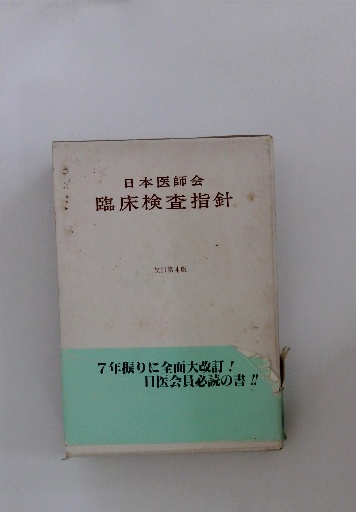 日本医師会
臨床検査指針
改訂第4版
7年振りに全面大改訂!
日医会員必読の書!!